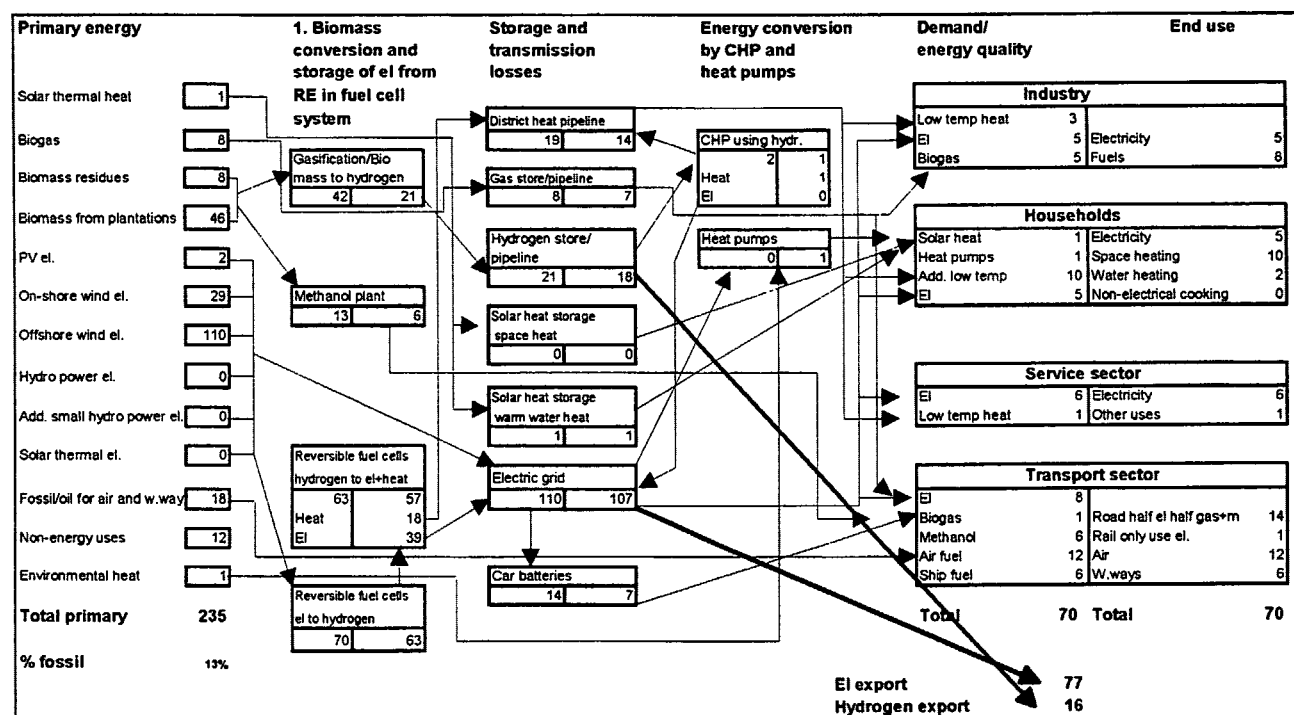 Primary energy
1. Biomass
conversion and
storage of el from
RE in fuel cell
system
Storage and
transmission
losses
Energy conversion
by CHP and
heat pumps
Demand/
energy quality
End use
Solar thermal heat 1
Biogas 8
Biomass residues 8
Biomass from plantations 46
PV el. 2
On-shore wind el. 29
Offshore wind el. 110
Hydro power el. 0
Add. small hydro power el. 0
Solar thermal el. 0
Fossil/oil for air and w.way 18
Non-energy uses 12
Environmental heat 1
Total primary 235
% fossil 13%
Gasification/Bio
mass to hydrogen
42 21
Methanol plant
13 6
Reversible fuel cells
hydrogen to el+heat
63 57
Heat 18
El 39
Reversible fuel cells
el to hydrogen
70 63
District heat pipeline
19 14
Gas store/pipeline
8 7
Hydrogen store/
pipeline
21 18
Solar heat storage
space heat
0 0
Solar heat storage
warm water heat
1 1
Electric grid
110 107
Car batteries
14 7
CHP using hydr.
2 1
Heat 1
El 0
Heat pumps
0 1
Industry
Low temp heat 3
El 5 Electricity 5
Biogas 5 Fuels 8
Households
Solar heat 1 Electricity 5
Heat pumps 1 Space heating 10
Add. low temp 10 Water heating 2
El 5 Non-electrical cooking 0
Service sector
El 6 Electricity 6
Low temp heat 1 Other uses 1
Transport sector
El 8
Biogas 1 Road half el half gas+m 14
Methanol 6 Rail only use el. 1
Air fuel 12 Air 12
Ship fuel 6 W.ways 6
Total 70 Total 70
El export 77
Hydrogen export 16